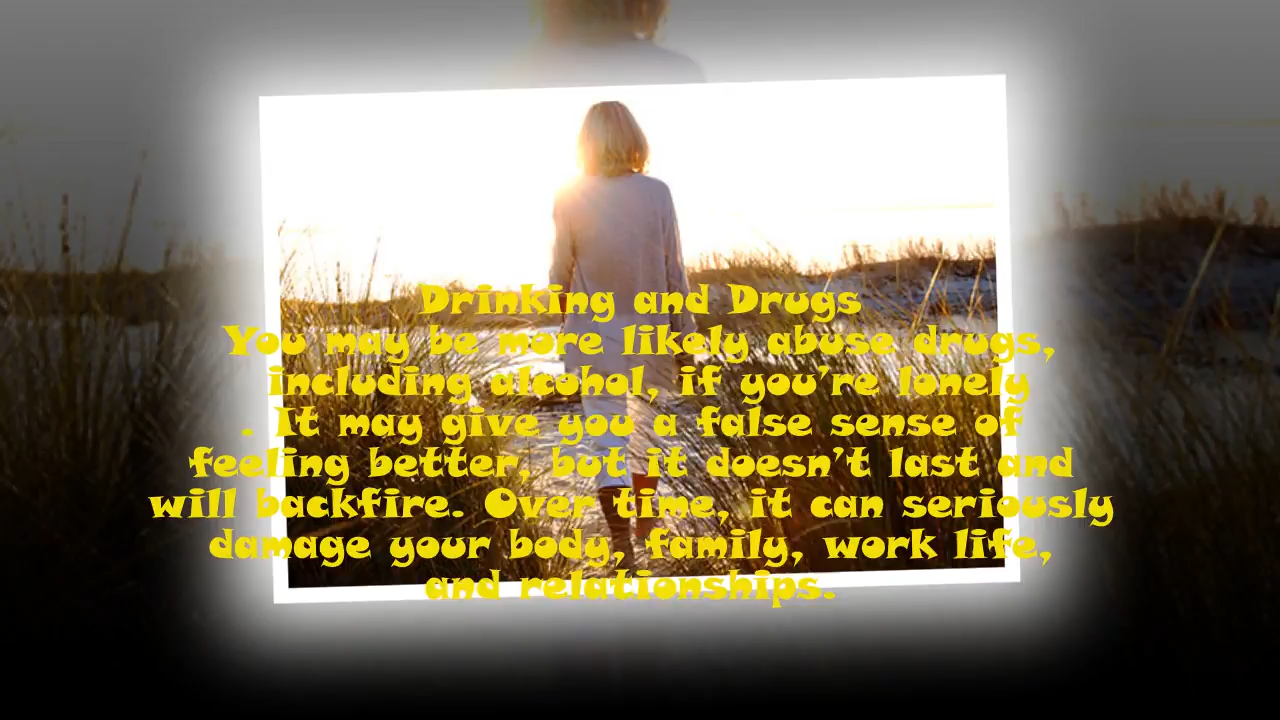 Drinking and Drugs
You may be more likely abuse drugs,
including alcohol, if you're lonely
. It may give you a false sense of
feeling better, but it doesn't last and
will backfire. Over time, it can seriously
damage your body, family, work life,
and relationships.